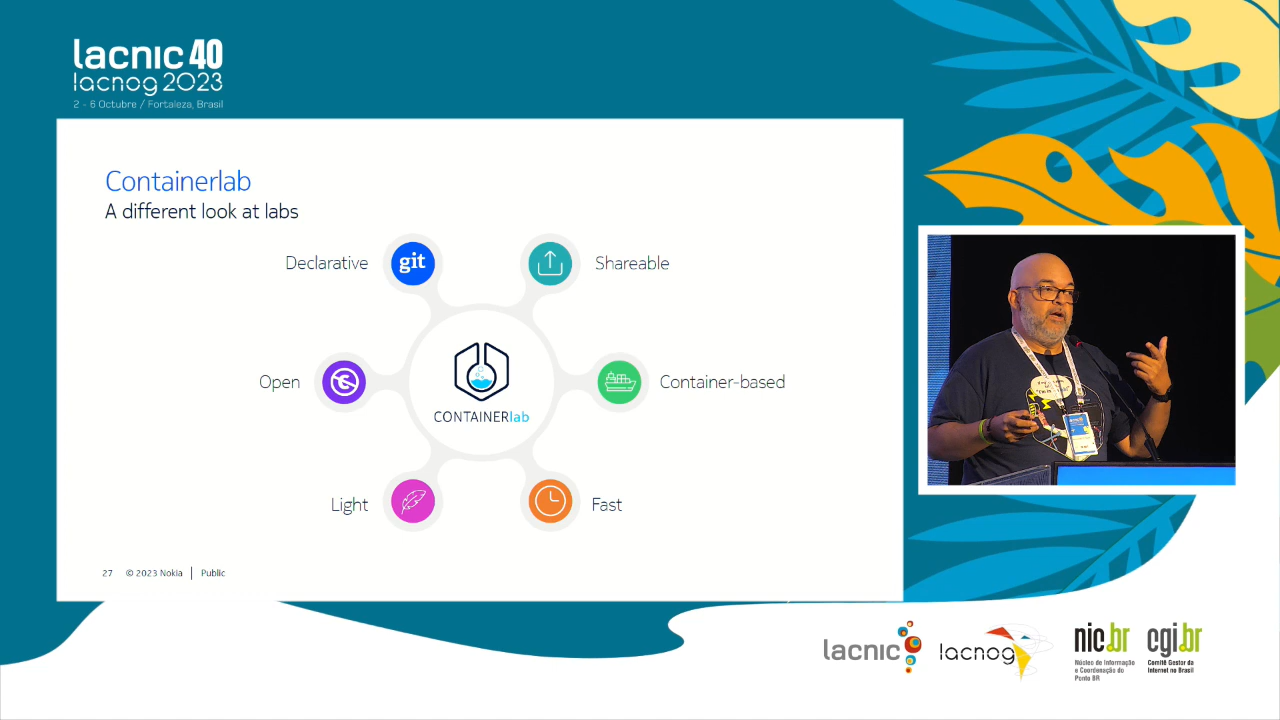 lacnic 40
lacnog 2023
2 - 6 Octubre / Fortaleza, Brasil
Containerlab
A different look at labs
Declarative
git
Shareable
Open
Container-based
CONTAINERlab
Light
Fast
27 © 2023 Nokia | Public
lacnic
lacnog
nic.br
Núcleo de Informação
e Coordenação do
Ponto BR
cgi.br
Comitê Gestor da
Internet no Brasil